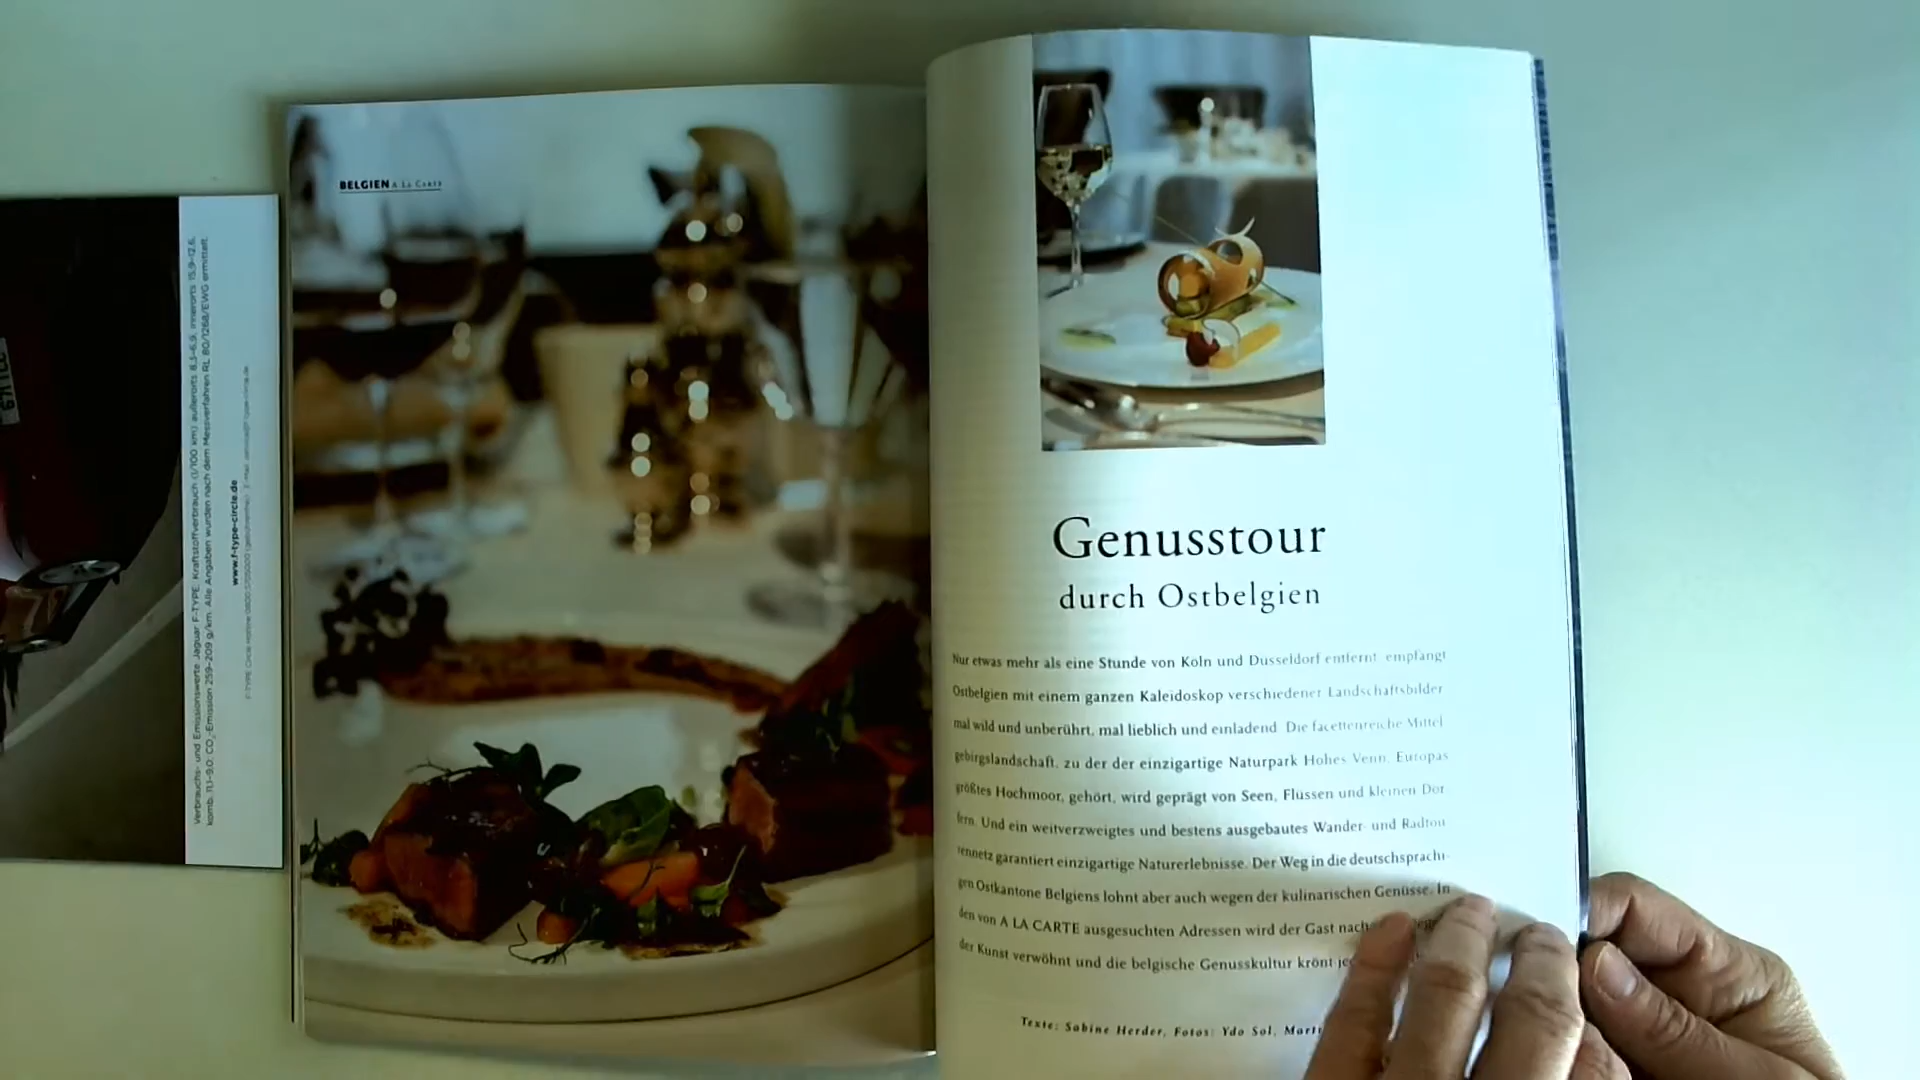 Verbrauchs- und Emissionswerte Jaguar F-TYPE: Kraftstoffverbrauch (l/100 km) außerorts 8,5–6,9, innerorts 15,9–12,6,
komb. 11,1–9,0; CO₂-Emission 259–209 g/km. Alle Angaben wurden nach dem Messverfahren RL 80/1268/EWG ermittelt.
www.f-type-circle.de
BELGIEN A LA CARTE
Genusstour
durch Ostbelgien
Nur etwas mehr als eine Stunde von Köln und Düsseldorf entfernt empfängt
Ostbelgien mit einem ganzen Kaleidoskop verschiedener Landschaftsbilder
mal wild und unberührt, mal lieblich und einladend Die facettenreiche Mittel
gebirgslandschaft, zu der der einzigartige Naturpark Hohes Venn, Europas
größtes Hochmoor, gehört, wird geprägt von Seen, Flüssen und kleinen Dör
fern. Und ein weitverzweigtes und bestens ausgebautes Wander- und Radtou
rennetz garantiert einzigartige Naturerlebnisse. Der Weg in die deutschsprachi-
gen Ostkantone Belgiens lohnt aber auch wegen der kulinarischen Genüsse. In
den von A LA CARTE ausgesuchten Adressen wird der Gast nach
der Kunst verwöhnt und die belgische Genusskultur krönt
Texte: Sabine Herder, Fotos: Ydo Sol,